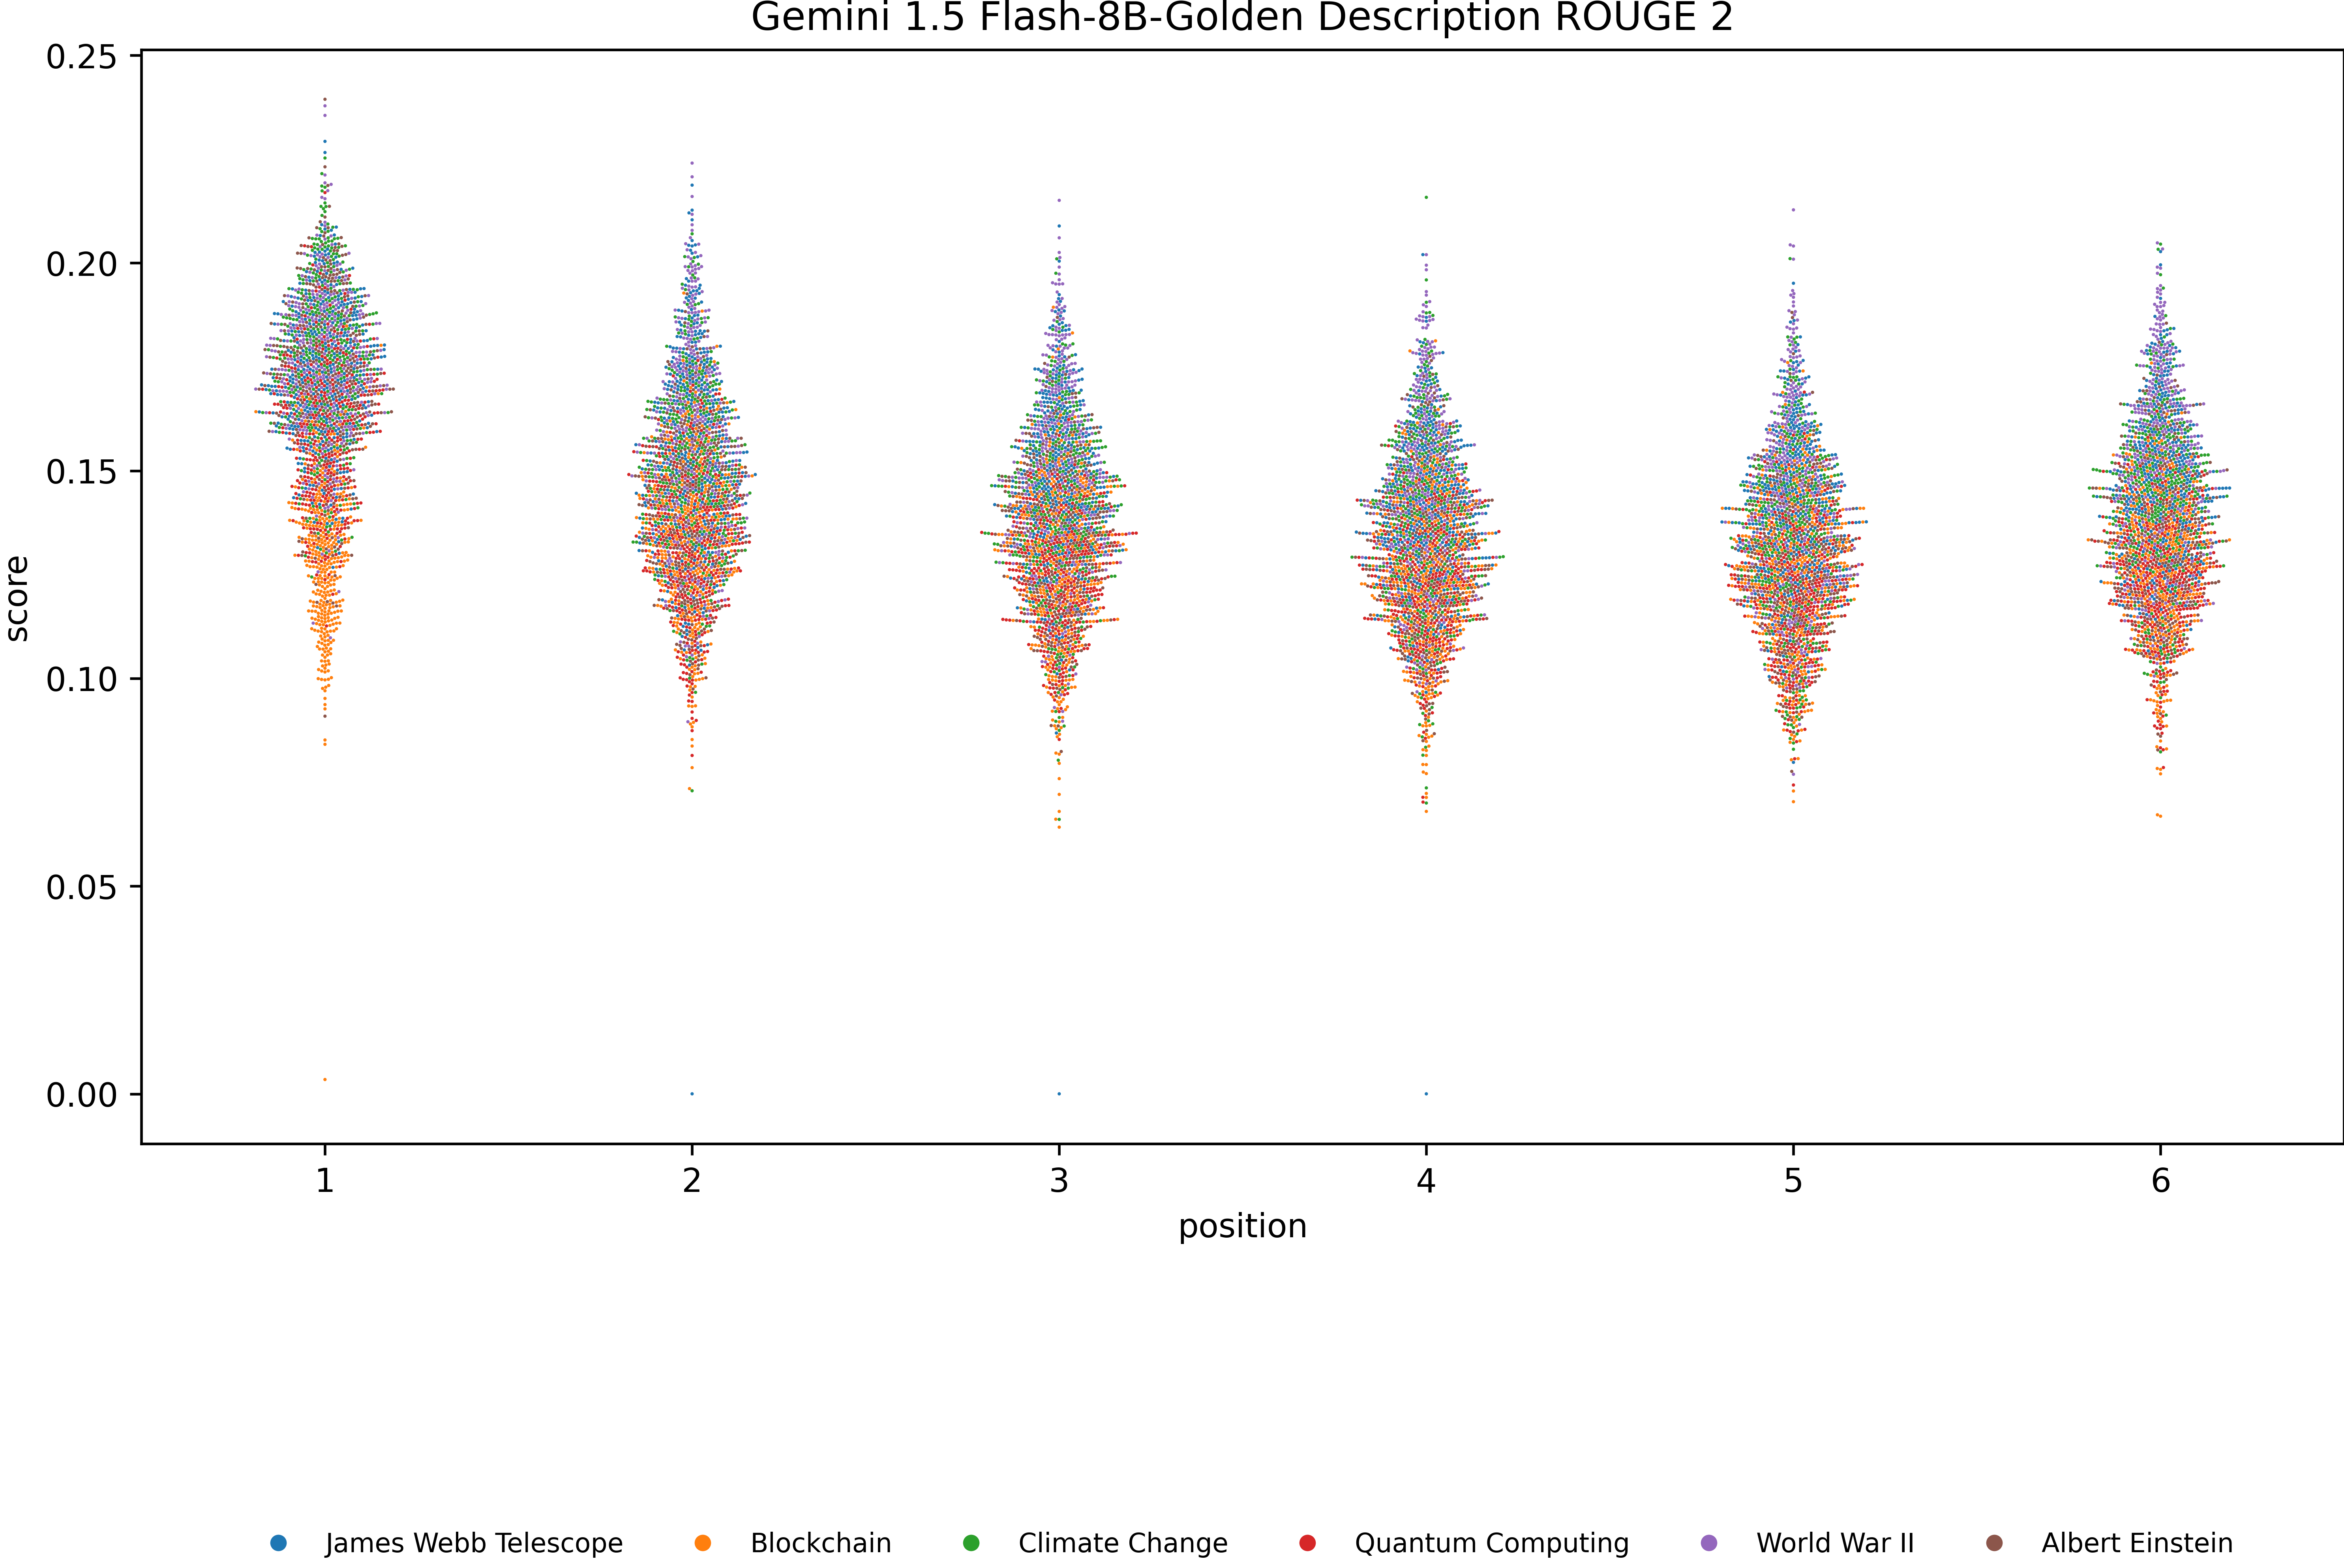 Gemini 1.5 Flash-8B-Golden Description ROUGE 2
0.25
0.20
0.15
0.10
0.05
0.00
score
1 2 3 4 5 6
position
James Webb Telescope Blockchain Climate Change Quantum Computing World War II Albert Einstein